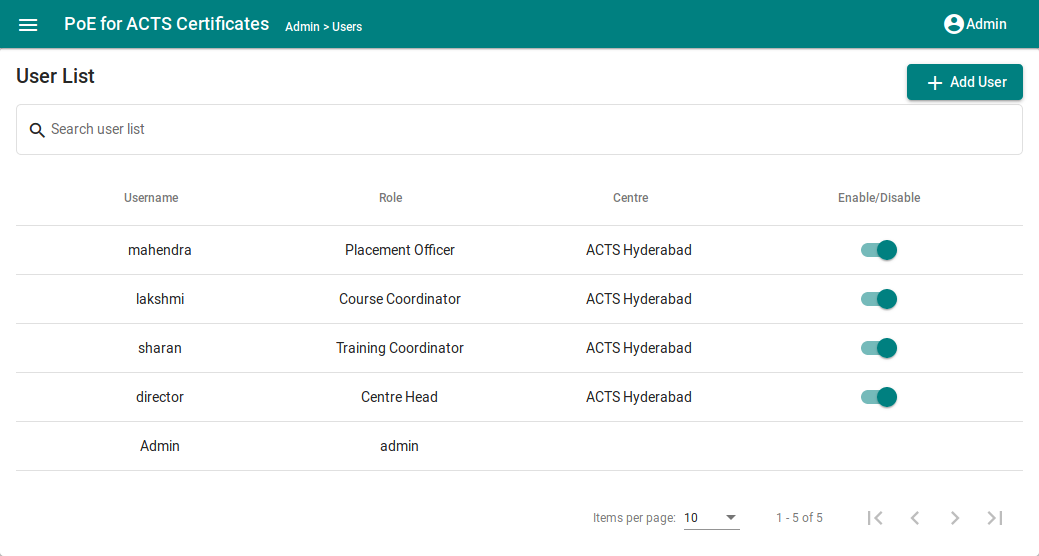 PoE for ACTS Certificates Admin > Users Admin
User List
Add User
Search user list
Username Role Centre Enable/Disable
mahendra Placement Officer ACTS Hyderabad
lakshmi Course Coordinator ACTS Hyderabad
sharan Training Coordinator ACTS Hyderabad
director Centre Head ACTS Hyderabad
Admin admin
Items per page: 10 1 - 5 of 5